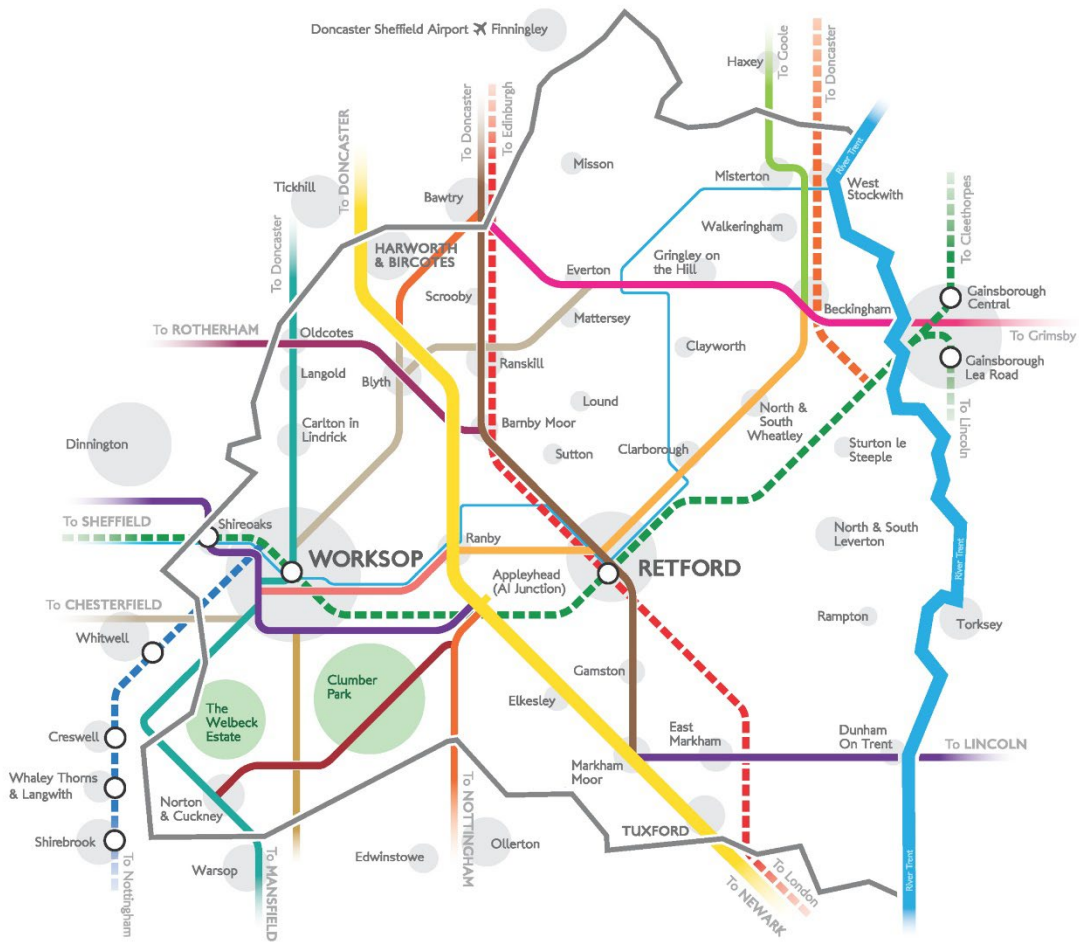 Doncaster Sheffield Airport ✈ Finningley
Haxey
To Goole
To Doncaster
To Doncaster
To Edinburgh
To DONCASTER
River Trent
Misson
Misterton
West
Stockwith
Tickhill
Bawtry
To Cleethorpes
Walkeringham
To Doncaster
HARWORTH
& BIRCOTES
Gringley on
the Hill
Everton
Scrooby
Gainsborough
Central
Beckingham
Mattersey
To ROTHERHAM
Oldcotes
To Grimsby
Clayworth
Ranskill
Gainsborough
Lea Road
Langold
Blyth
Lound
North &
South
Wheatley
To Lincoln
Carlton in
Lindrick
Barnby Moor
Dinnington
Sutton
Clarborough
Sturton le
Steeple
To SHEFFIELD
Shireoaks
Ranby
North & South
Leverton
WORKSOP
RETFORD
River Trent
Appleyhead
(A1 Junction)
To CHESTERFIELD
Whitwell
Rampton
Torksey
Clumber
Park
Gamston
The
Welbeck
Estate
Elkesley
Creswell
East
Markham
Dunham
On Trent
To LINCOLN
Whaley Thorns
& Langwith
Markham
Moor
Norton
& Cuckney
To NOTTINGHAM
Shirebrook
TUXFORD
Ollerton
Edwinstowe
Warsop
To Nottingham
To MANSFIELD
To London
To NEWARK
River Trent